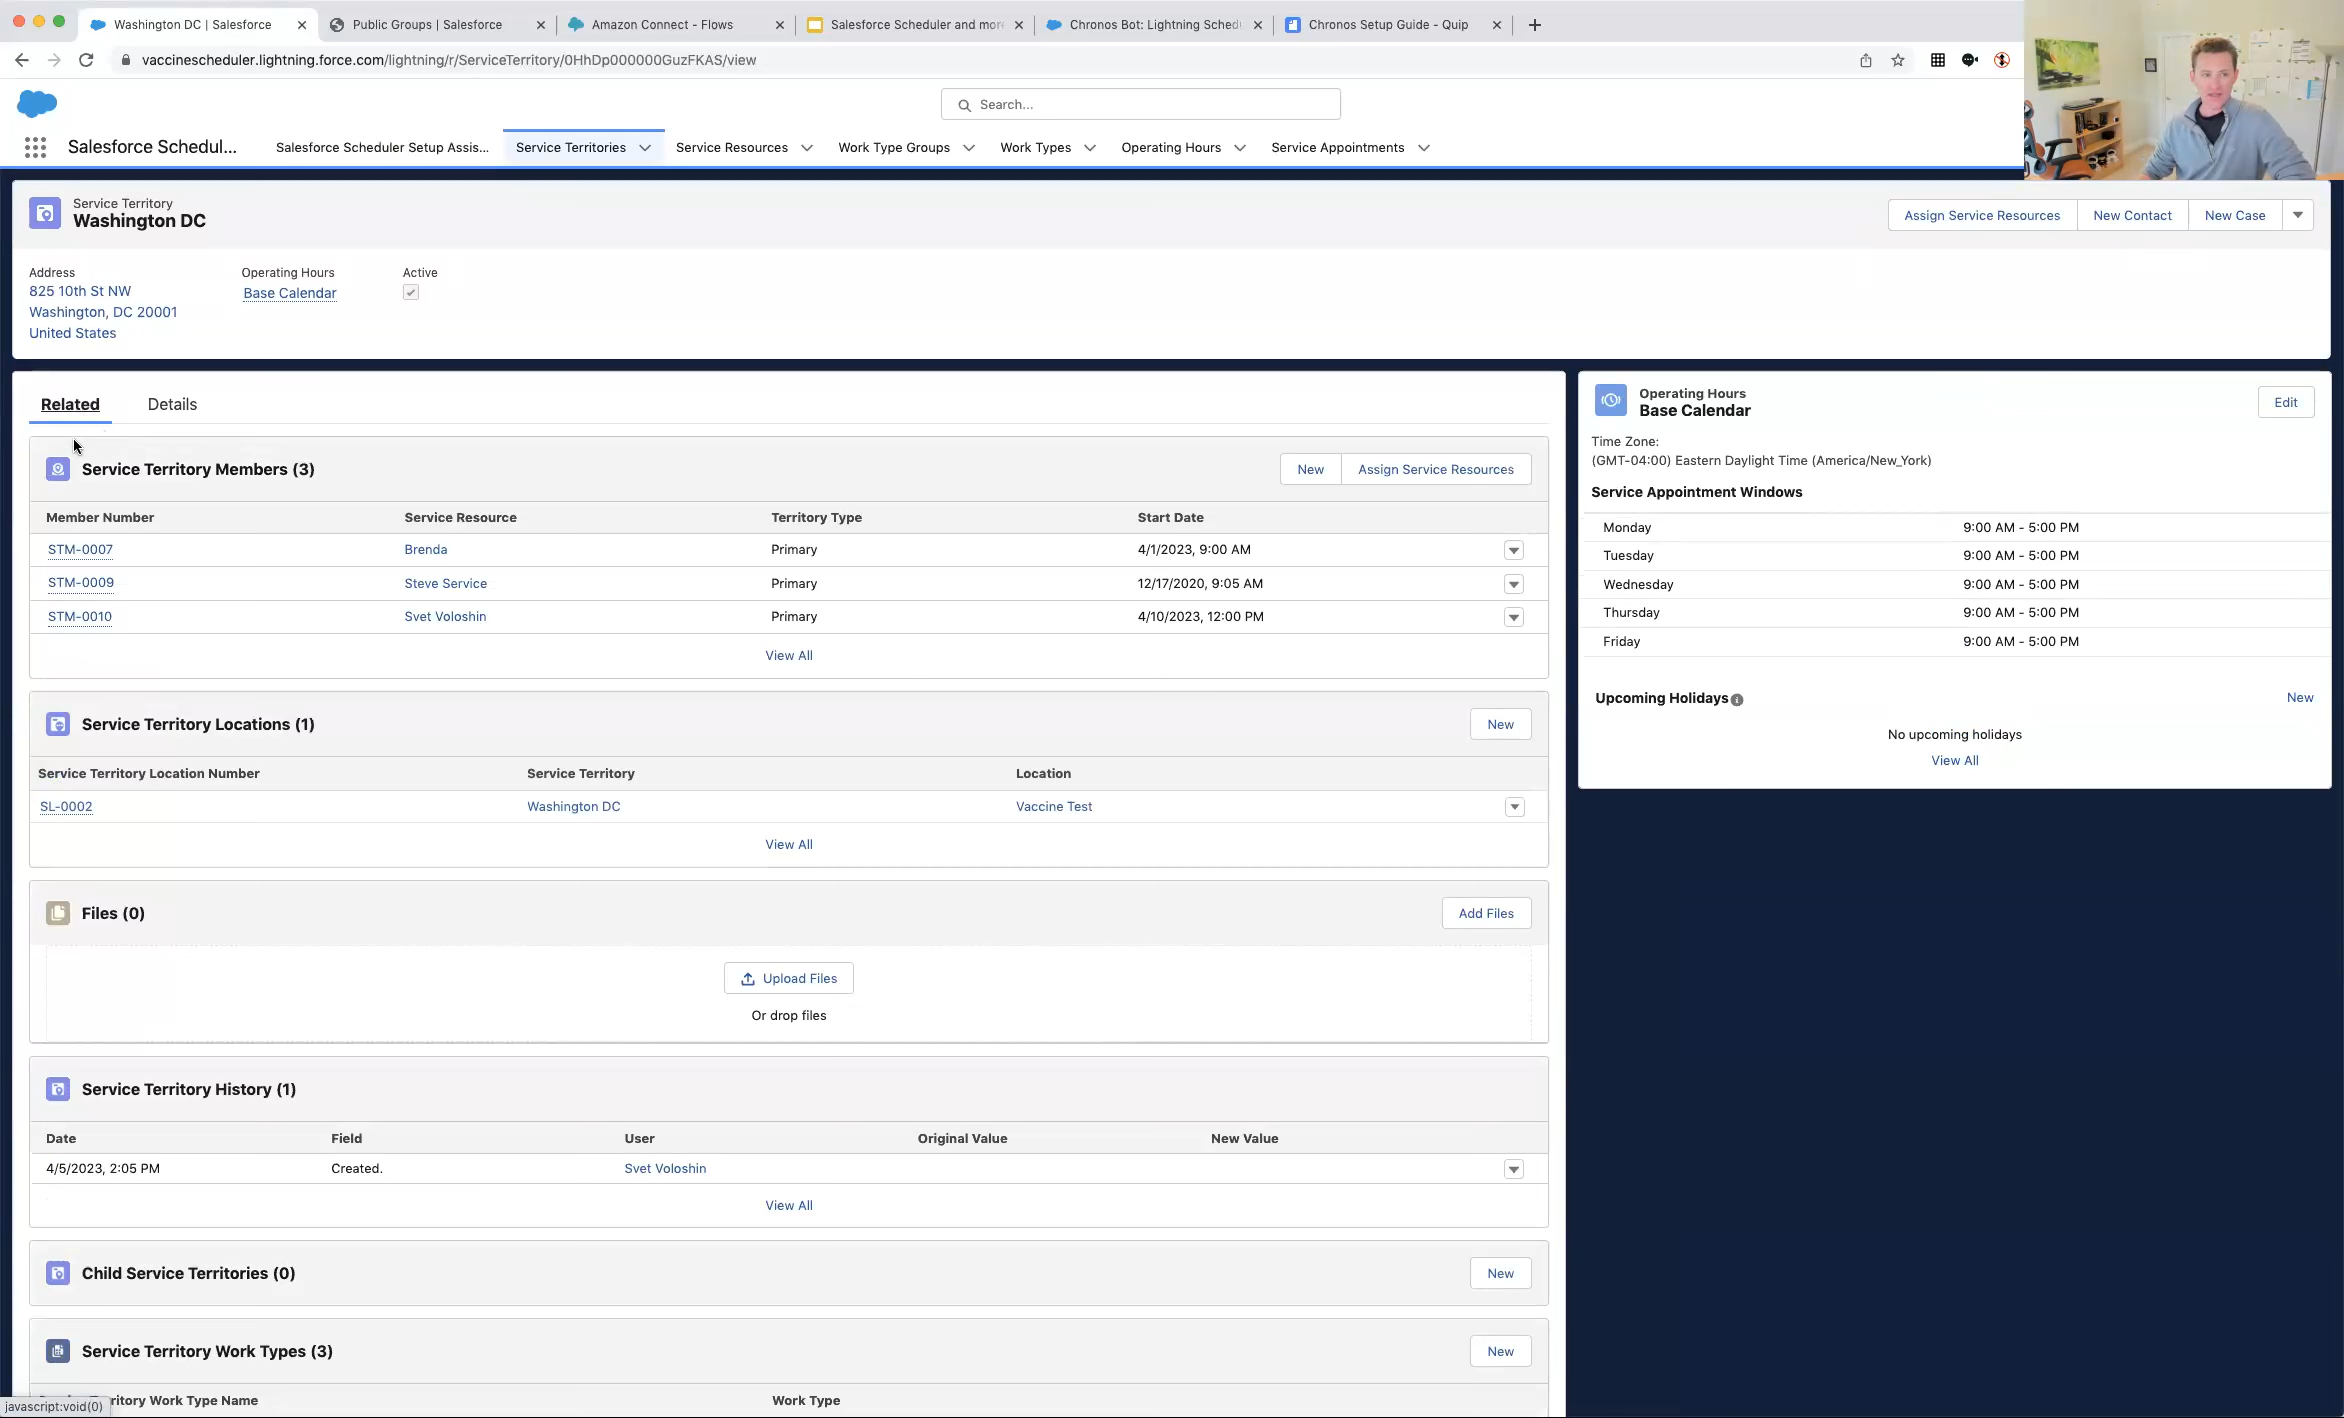 Washington DC | Salesforce
Public Groups | Salesforce
Amazon Connect - Flows
Salesforce Scheduler and more
Chronos Bot: Lightning Schedu
Chronos Setup Guide - Quip
vaccinescheduler.lightning.force.com/lightning/r/ServiceTerritory/0HhDp000000GuzFKAS/view
Search...
Salesforce Schedul...
Salesforce Scheduler Setup Assis...
Service Territories
Service Resources
Work Type Groups
Work Types
Operating Hours
Service Appointments
Service Territory
Washington DC
Assign Service Resources
New Contact
New Case
Address
825 10th St NW
Washington, DC 20001
United States
Operating Hours
Base Calendar
Active
Related
Details
Service Territory Members (3)
New
Assign Service Resources
Member Number Service Resource Territory Type Start Date
STM-0007 Brenda Primary 4/1/2023, 9:00 AM
STM-0009 Steve Service Primary 12/17/2020, 9:05 AM
STM-0010 Svet Voloshin Primary 4/10/2023, 12:00 PM
View All
Service Territory Locations (1)
New
Service Territory Location Number Service Territory Location
SL-0002 Washington DC Vaccine Test
View All
Files (0)
Add Files
Upload Files
Or drop files
Service Territory History (1)
Date Field User Original Value New Value
4/5/2023, 2:05 PM Created. Svet Voloshin
View All
Child Service Territories (0)
New
Service Territory Work Types (3)
New
ritory Work Type Name Work Type
javascript:void(0)
Operating Hours
Base Calendar
Edit
Time Zone:
(GMT-04:00) Eastern Daylight Time (America/New_York)
Service Appointment Windows
Monday 9:00 AM - 5:00 PM
Tuesday 9:00 AM - 5:00 PM
Wednesday 9:00 AM - 5:00 PM
Thursday 9:00 AM - 5:00 PM
Friday 9:00 AM - 5:00 PM
Upcoming Holidays
New
No upcoming holidays
View All